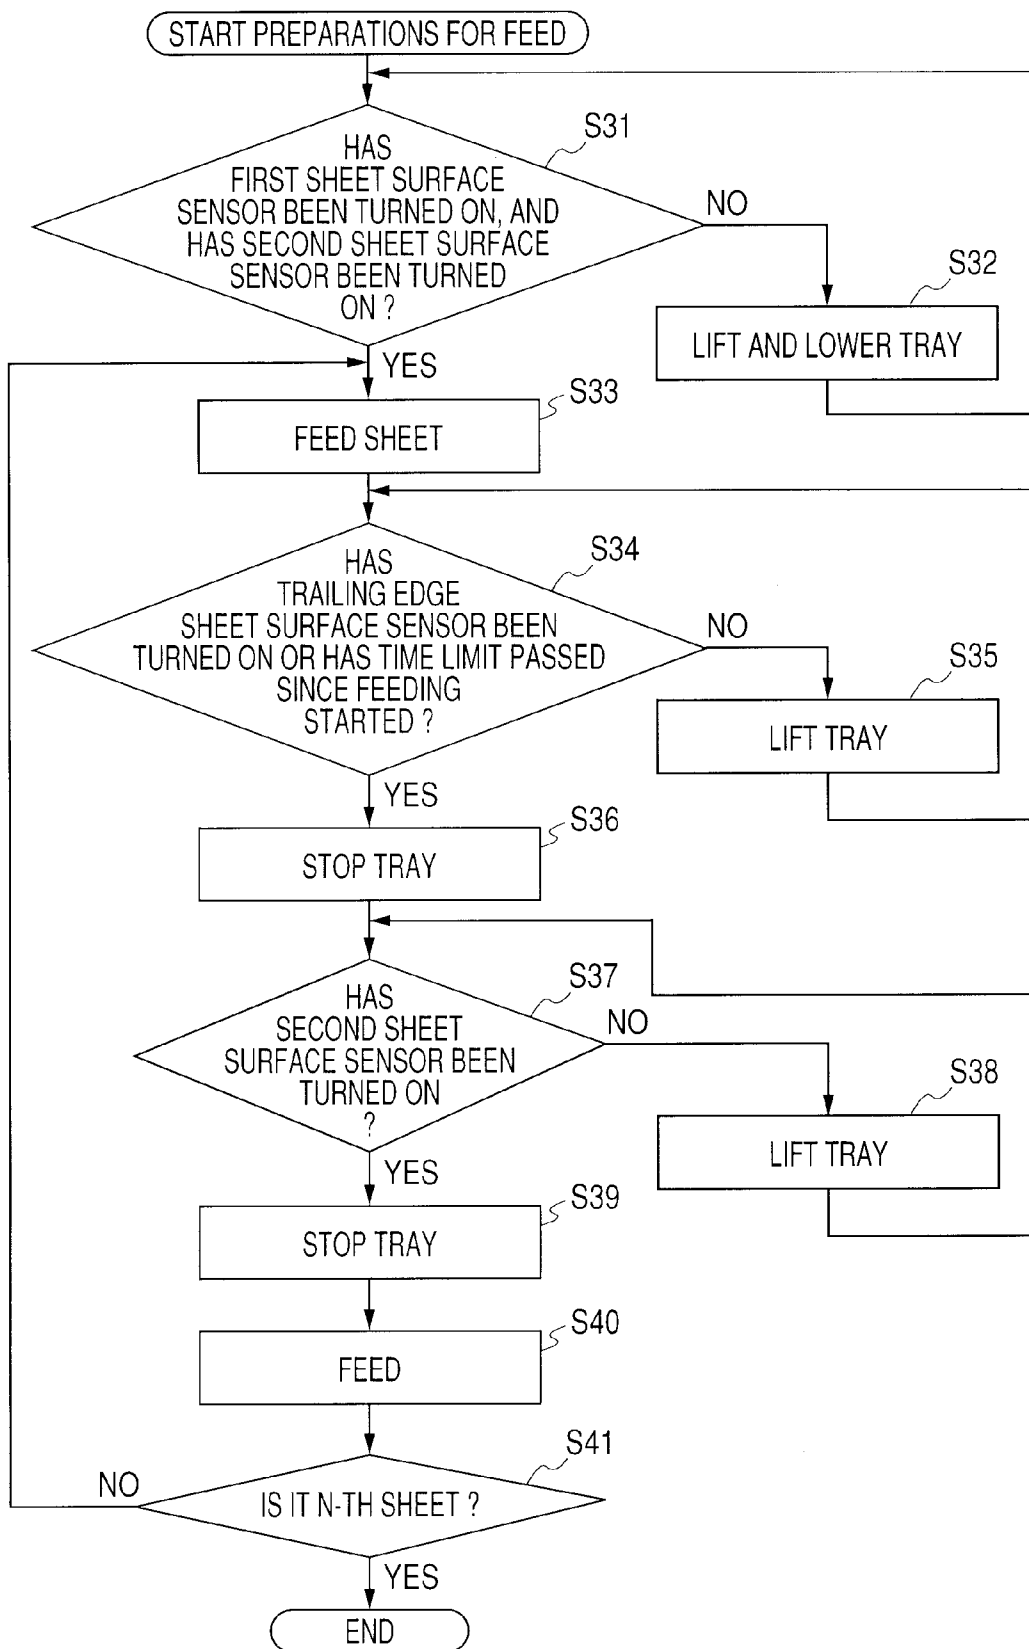 START PREPARATIONS FOR FEED
S31
HAS
FIRST SHEET SURFACE
SENSOR BEEN TURNED ON, AND
HAS SECOND SHEET SURFACE
SENSOR BEEN TURNED
ON ?
NO
S32
LIFT AND LOWER TRAY
YES
S33
FEED SHEET
S34
HAS
TRAILING EDGE
SHEET SURFACE SENSOR BEEN
TURNED ON OR HAS TIME LIMIT PASSED
SINCE FEEDING
STARTED ?
NO
S35
LIFT TRAY
YES
S36
STOP TRAY
S37
HAS
SECOND SHEET
SURFACE SENSOR BEEN
TURNED ON
?
NO
S38
LIFT TRAY
YES
S39
STOP TRAY
S40
FEED
S41
NO
IS IT N-TH SHEET ?
YES
END